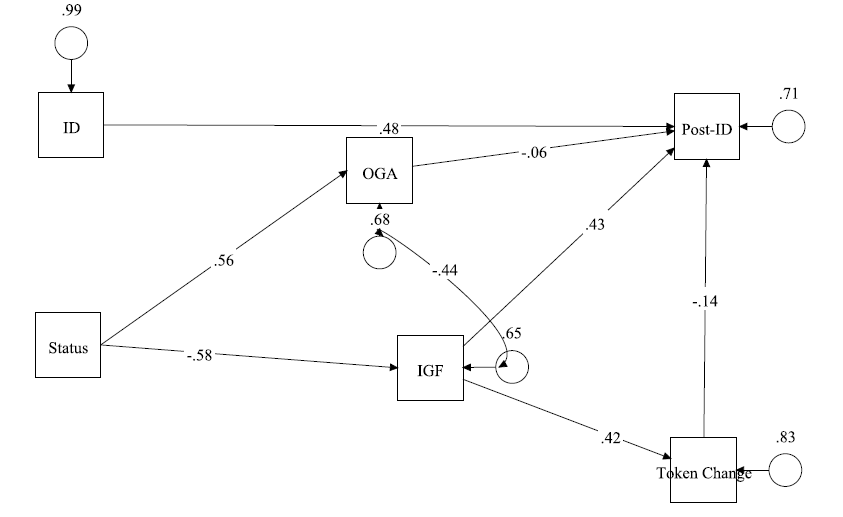 .99
ID
.48
Post-ID
.71
OGA
-.06
.68
.43
.56
-.44
-.14
Status
-.58
IGF
.65
.42
Token Change
.83